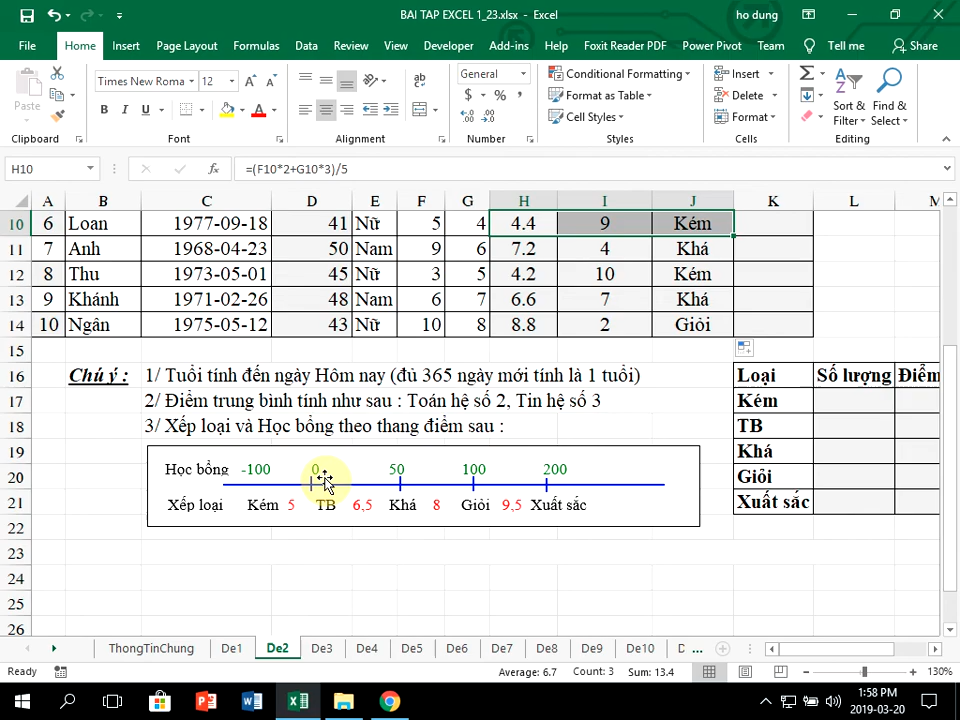 BAI TAP EXCEL 1_23.xlsx - Excel
ho dung
File Home Insert Page Layout Formulas Data Review View Developer Add-ins Help Foxit Reader PDF Power Pivot Team Tell me Share
Paste
Times New Roma 12
B I U
General
$ % ,
Conditional Formatting
Format as Table
Cell Styles
Insert
Delete
Format
Sort & Filter
Find & Select
Clipboard Font Alignment Number Styles Cells Editing
H10 fx =(F10*2+G10*3)/5
A B C D E F G H I J K L M
10 6 Loan 1977-09-18 41 Nữ 5 4 4.4 9 Kém
11 7 Anh 1968-04-23 50 Nam 9 6 7.2 4 Khá
12 8 Thu 1973-05-01 45 Nữ 3 5 4.2 10 Kém
13 9 Khánh 1971-02-26 48 Nam 6 7 6.6 7 Khá
14 10 Ngân 1975-05-12 43 Nữ 10 8 8.8 2 Giỏi
15
16 Chú ý : 1/ Tuổi tính đến ngày Hôm nay (đủ 365 ngày mới tính là 1 tuổi) Loại Số lượng Điểm
17 2/ Điểm trung bình tính như sau : Toán hệ số 2, Tin hệ số 3 Kém
18 3/ Xếp loại và Học bổng theo thang điểm sau : TB
19 Khá
20 Giỏi
21 Xuất sắc
Học bổng -100 0 50 100 200
Xếp loại Kém 5 TB 6,5 Khá 8 Giỏi 9,5 Xuất sắc
22
23
24
25
26
ThongTinChung De1 De2 De3 De4 De5 De6 De7 De8 De9 De10 D ...
Ready Average: 6.7 Count: 3 Sum: 13.4 130%
1:58 PM
2019-03-20